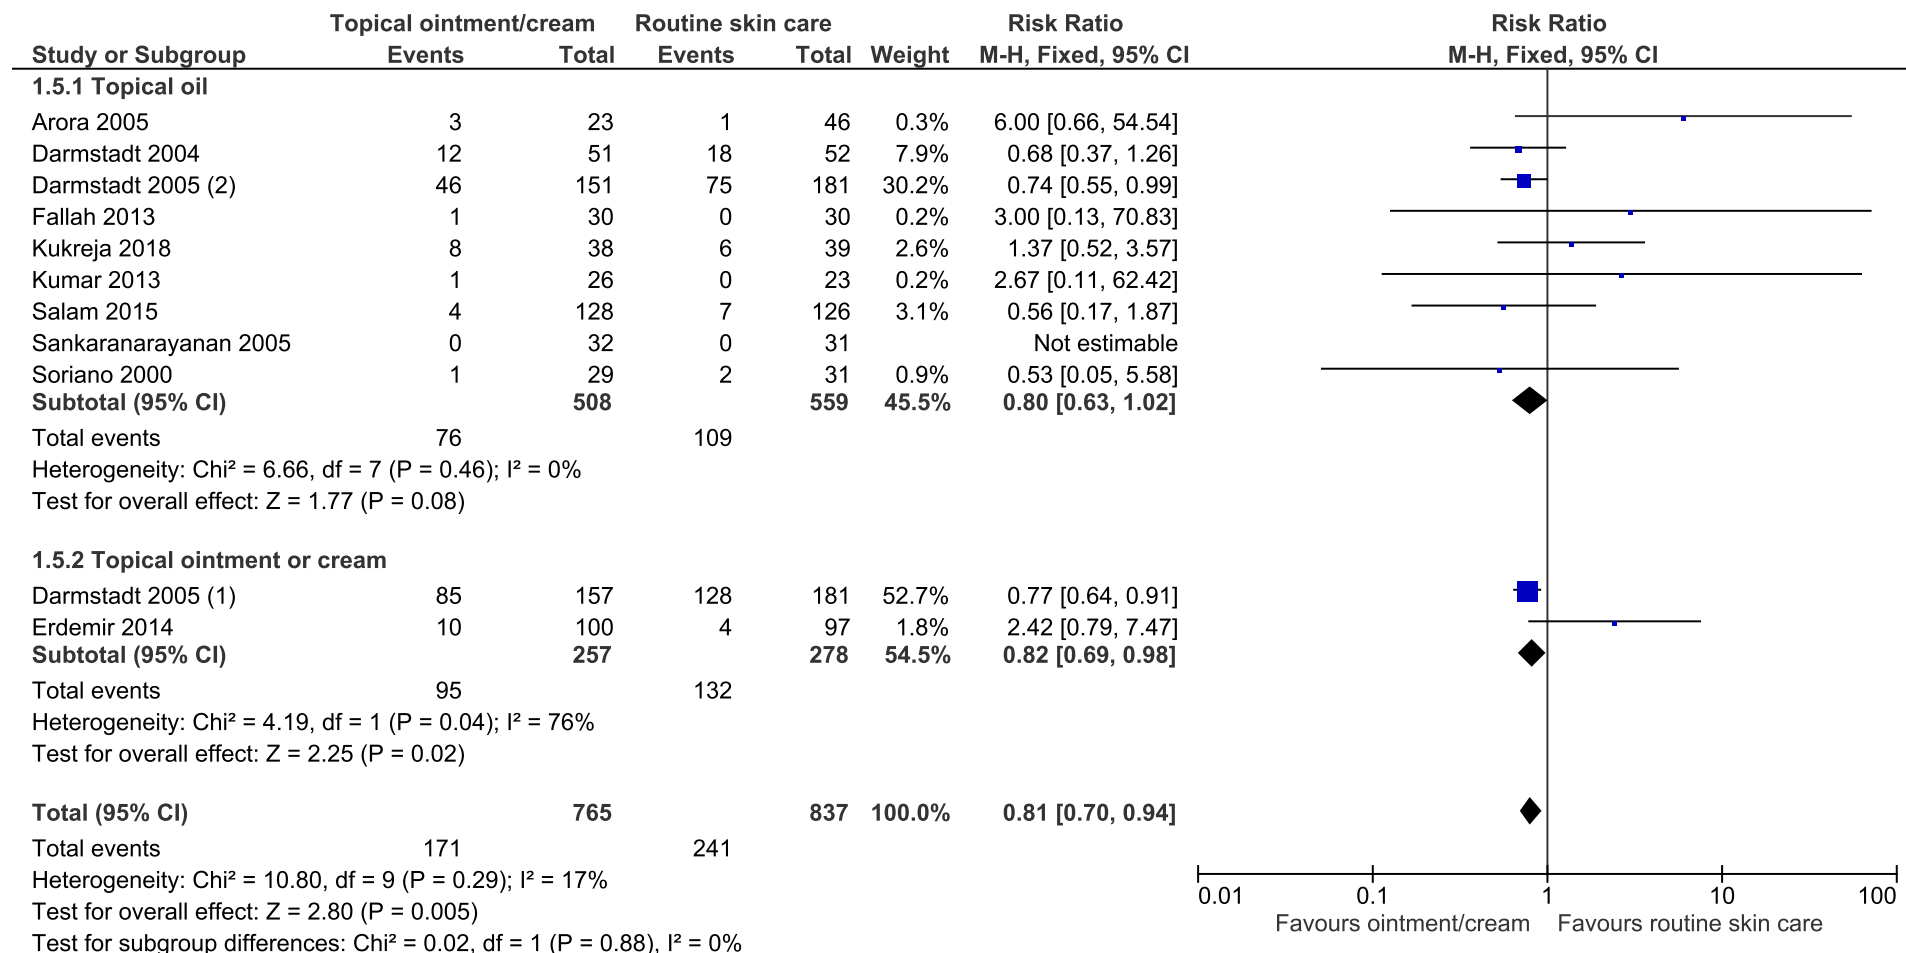 Topical ointment/cream Routine skin care Risk Ratio Risk Ratio
Study or Subgroup Events Total Events Total Weight M-H, Fixed, 95% CI M-H, Fixed, 95% CI
1.5.1 Topical oil
Arora 2005 3 23 1 46 0.3% 6.00 [0.66, 54.54]
Darmstadt 2004 12 51 18 52 7.9% 0.68 [0.37, 1.26]
Darmstadt 2005 (2) 46 151 75 181 30.2% 0.74 [0.55, 0.99]
Fallah 2013 1 30 0 30 0.2% 3.00 [0.13, 70.83]
Kukreja 2018 8 38 6 39 2.6% 1.37 [0.52, 3.57]
Kumar 2013 1 26 0 23 0.2% 2.67 [0.11, 62.42]
Salam 2015 4 128 7 126 3.1% 0.56 [0.17, 1.87]
Sankaranarayanan 2005 0 32 0 31 Not estimable
Soriano 2000 1 29 2 31 0.9% 0.53 [0.05, 5.58]
Subtotal (95% CI) 508 559 45.5% 0.80 [0.63, 1.02]
Total events 76 109
Heterogeneity: Chi² = 6.66, df = 7 (P = 0.46); I² = 0%
Test for overall effect: Z = 1.77 (P = 0.08)
1.5.2 Topical ointment or cream
Darmstadt 2005 (1) 85 157 128 181 52.7% 0.77 [0.64, 0.91]
Erdemir 2014 10 100 4 97 1.8% 2.42 [0.79, 7.47]
Subtotal (95% CI) 257 278 54.5% 0.82 [0.69, 0.98]
Total events 95 132
Heterogeneity: Chi² = 4.19, df = 1 (P = 0.04); I² = 76%
Test for overall effect: Z = 2.25 (P = 0.02)
Total (95% CI) 765 837 100.0% 0.81 [0.70, 0.94]
Total events 171 241
Heterogeneity: Chi² = 10.80, df = 9 (P = 0.29); I² = 17%
Test for overall effect: Z = 2.80 (P = 0.005)
Test for subgroup differences: Chi² = 0.02, df = 1 (P = 0.88), I² = 0%
0.01 0.1 1 10 100
Favours ointment/cream Favours routine skin care